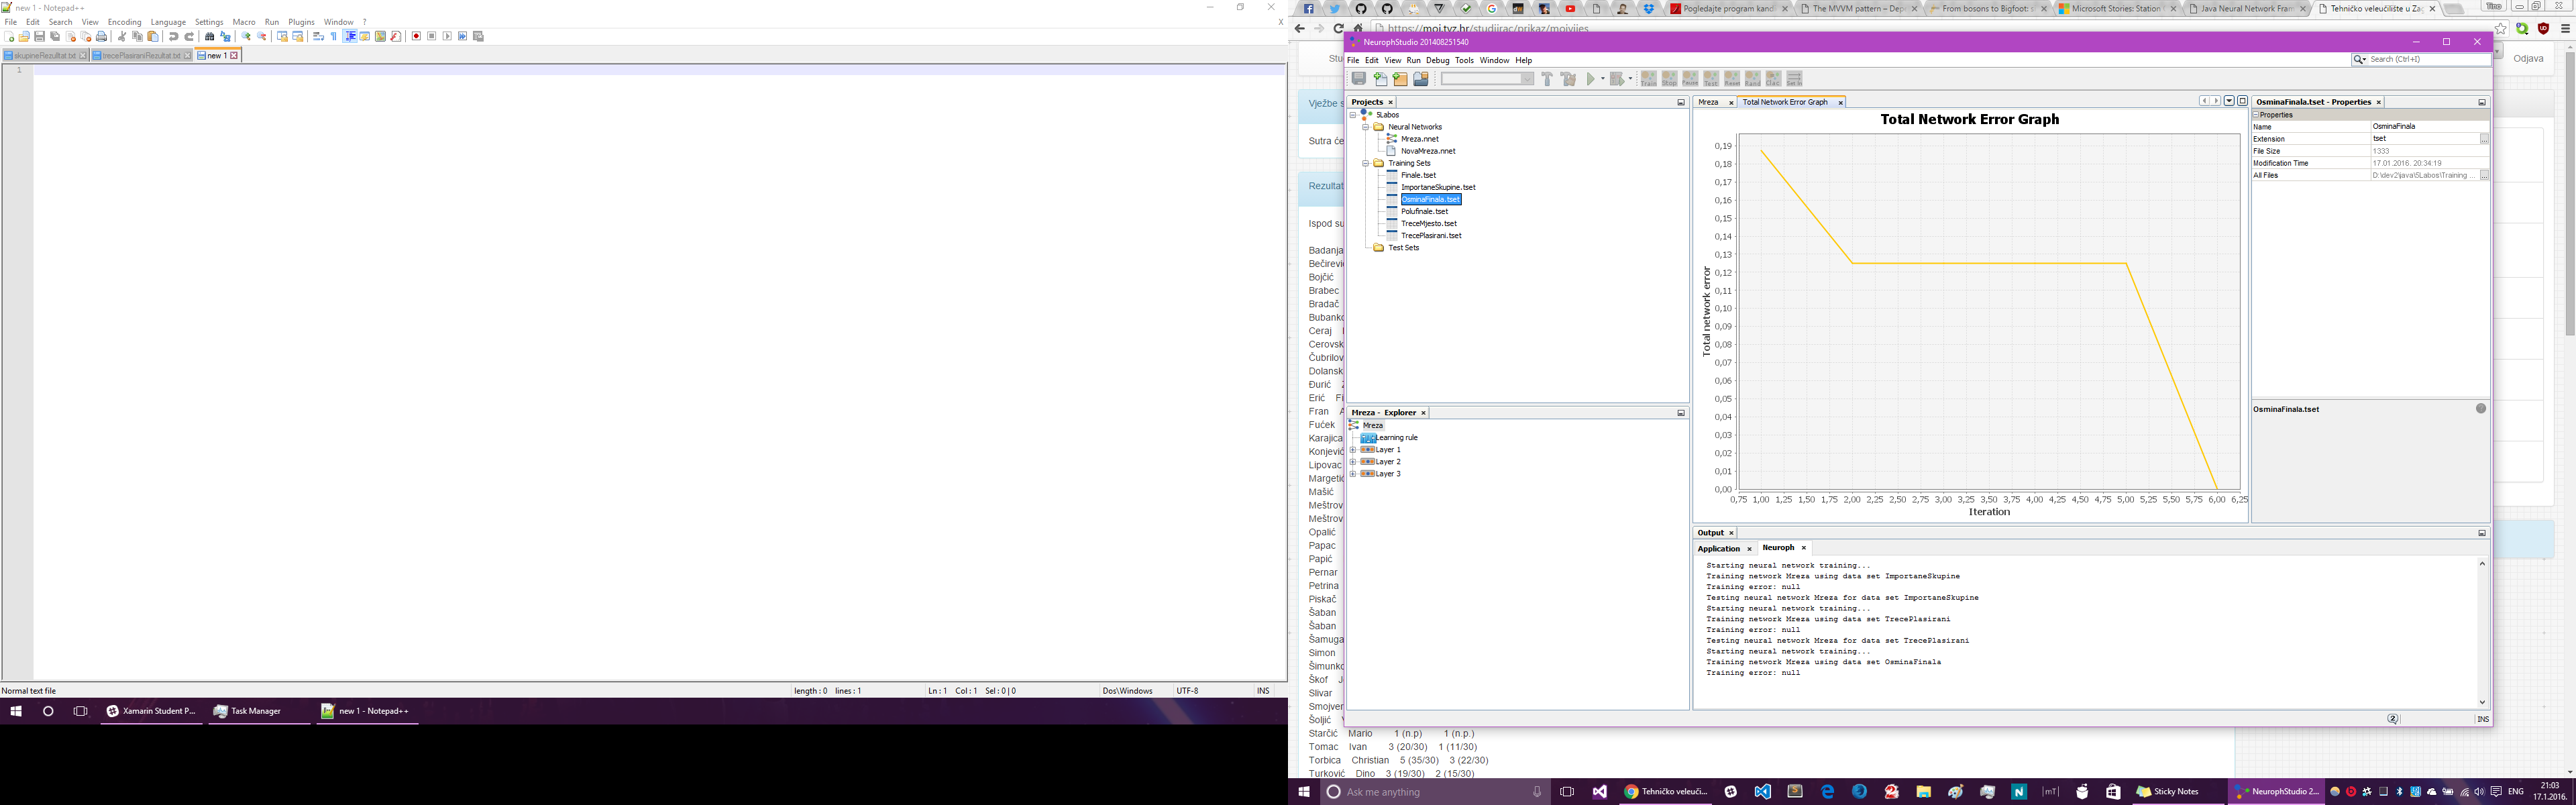 new 1 - Notepad++
File Edit Search View Encoding Language Settings Macro Run Plugins Window ?
X
skupineRezultat.txt trecePlasiraniRezultat.txt new 1
1
Normal text file length : 0 lines : 1 Ln : 1 Col : 1 Sel : 0 | 0 Dos\Windows UTF-8 INS
Xamarin Student P... Task Manager new 1 - Notepad++
Pogledajte program kand The MVVM pattern – Dep From bosons to Bigfoot: s Microsoft Stories: Station Java Neural Network Fram Tehničko veleučilište u Zag Tino
https://moj.tvz.hr/studijrac/prikaz/mojvijes
Stu
Odjava
Vježbe s
Sutra će
Rezultat
Ispod su
Badanja
Bečirević
Bojčić
Brabec
Bradač
Bubanko
Ceraj
Cerovsk
Čubrilov
Dolansk
Đurić
Erić Fi
Fran A
Fuček
Karajica
Konjević
Lipovac
Margetić
Mašić
Meštrov
Meštrov
Opalić
Papac
Papić
Pernar
Petrina
Piskač
Šaban
Šaban
Šamuga
Simon
Šimunko
Škof J
Slivar
Smojver
Šoljić
Starčić Mario 1 (n.p) 1 (n.p.)
Tomac Ivan 3 (20/30) 1 (11/30)
Torbica Christian 5 (35/30) 3 (22/30)
Turković Dino 3 (19/30) 2 (15/30)
NeurophStudio 201408251540
File Edit View Run Debug Tools Window Help
Search (Ctrl+I)
Train Stop Pause Test Reset Rand Clac Set In
Projects
5Labos
Neural Networks
Mreza.nnet
NovaMreza.nnet
Training Sets
Finale.tset
ImportaneSkupine.tset
OsminaFinala.tset
Polufinale.tset
TreceMjesto.tset
TrecePlasirani.tset
Test Sets
Mreza - Explorer
Mreza
Learning rule
Layer 1
Layer 2
Layer 3
Mreza Total Network Error Graph
Total Network Error Graph
Total network error
0,19
0,18
0,17
0,16
0,15
0,14
0,13
0,12
0,11
0,10
0,09
0,08
0,07
0,06
0,05
0,04
0,03
0,02
0,01
0,00
0,75 1,00 1,25 1,50 1,75 2,00 2,25 2,50 2,75 3,00 3,25 3,50 3,75 4,00 4,25 4,50 4,75 5,00 5,25 5,50 5,75 6,00 6,25
Iteration
OsminaFinala.tset - Properties
Properties
Name OsminaFinala
Extension tset
File Size 1333
Modification Time 17.01.2016. 20:34:19
All Files D:\dev2\java\5Labos\Training ...
OsminaFinala.tset
Output
Application Neuroph
Starting neural network training...
Training network Mreza using data set ImportaneSkupine
Training error: null
Testing neural network Mreza for data set ImportaneSkupine
Starting neural network training...
Training network Mreza using data set TrecePlasirani
Training error: null
Testing neural network Mreza for data set TrecePlasirani
Starting neural network training...
Training network Mreza using data set OsminaFinala
Training error: null
2 INS
Ask me anything Tehničko veleuči... Sticky Notes NeurophStudio 2... ENG 21:03
17.1.2016.